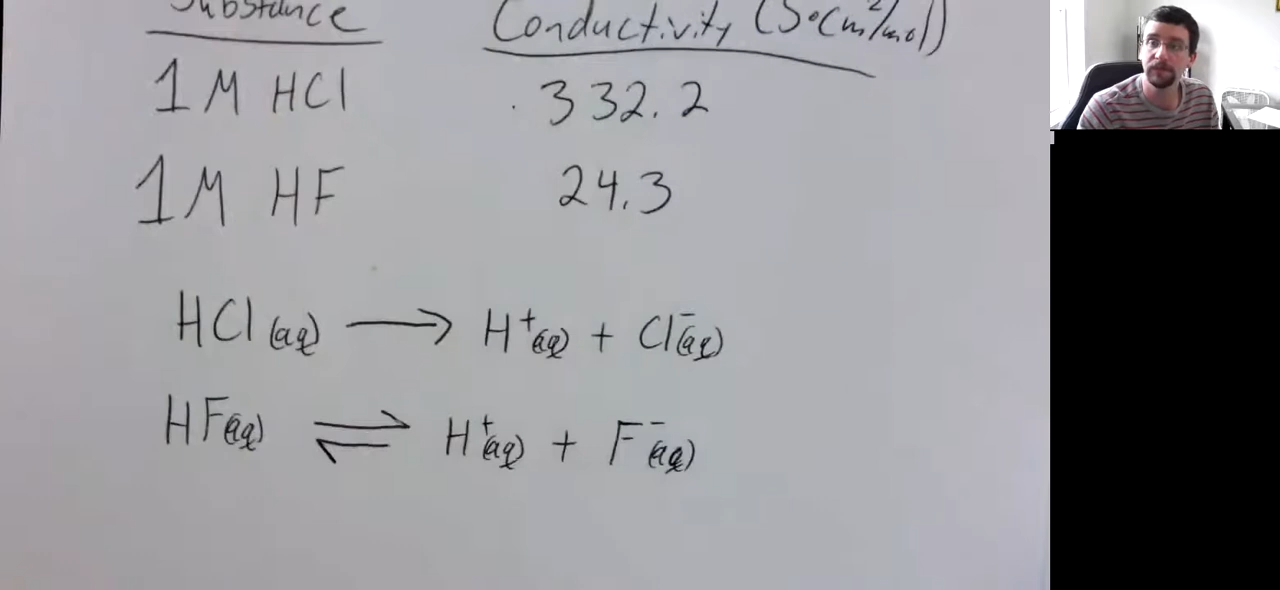 Substance Conductivity (S•cm²/mol)
1 M HCl 332.2
1 M HF 24.3
HCl (aq) ⟶ H⁺(aq) + Cl⁻(aq)
HF(aq) ⇌ H⁺(aq) + F⁻(aq)